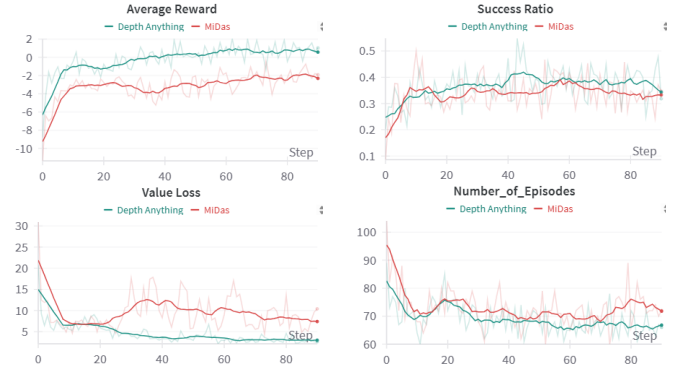 Average Reward
Depth Anything MiDas
2
0
-2
-4
-6
-8
-10
Step
0 20 40 60 80
Success Ratio
Depth Anything MiDas
0.5
0.4
0.3
0.2
0.1
Step
0 20 40 60 80
Value Loss
Depth Anything MiDas
30
25
20
15
10
5
Step
0 20 40 60 80
Number_of_Episodes
Depth Anything MiDas
100
90
80
70
60
Step
0 20 40 60 80